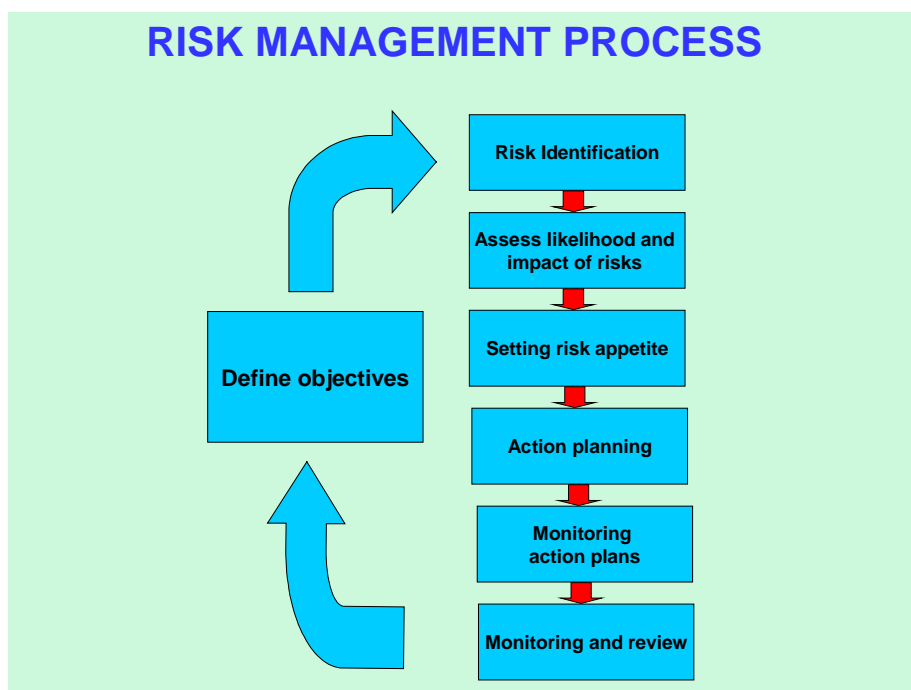 RISK MANAGEMENT PROCESS
Risk Identification
Assess likelihood and
impact of risks
Setting risk appetite
Define objectives
Action planning
Monitoring
action plans
Monitoring and review